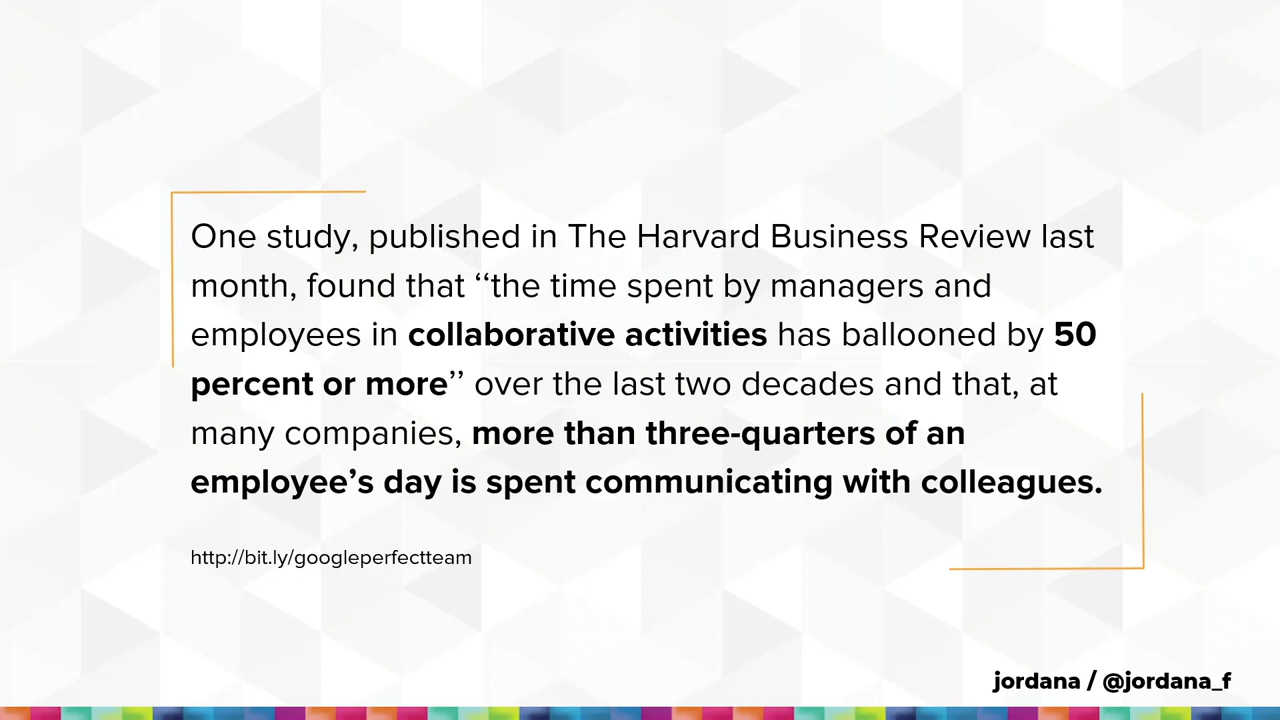 One study, published in The Harvard Business Review last
month, found that ‘‘the time spent by managers and
employees in collaborative activities has ballooned by 50
percent or more’’ over the last two decades and that, at
many companies, more than three-quarters of an
employee’s day is spent communicating with colleagues.
http://bit.ly/googleperfectteam
jordana / @jordana_f